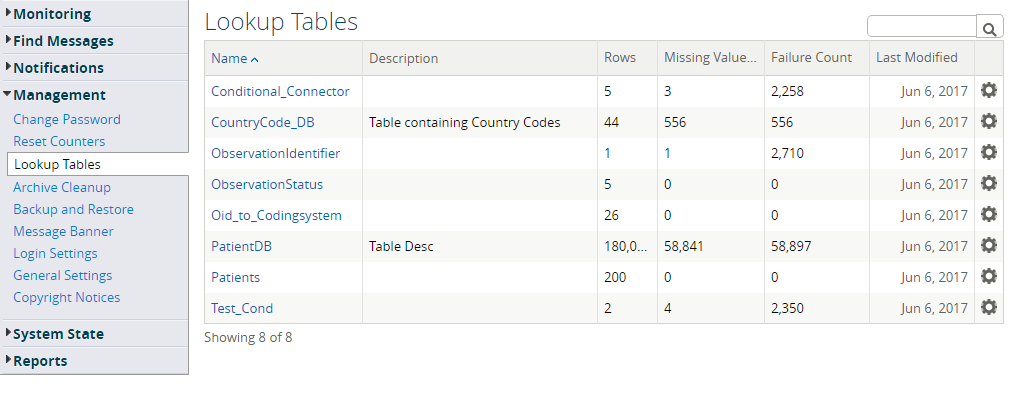 Monitoring
Find Messages
Notifications
Management
Change Password
Reset Counters
Lookup Tables
Archive Cleanup
Backup and Restore
Message Banner
Login Settings
General Settings
Copyright Notices
System State
Reports
Lookup Tables
Name Description Rows Missing Value... Failure Count Last Modified
Conditional_Connector 5 3 2,258 Jun 6, 2017
CountryCode_DB Table containing Country Codes 44 556 556 Jun 6, 2017
ObservationIdentifier 1 1 2,710 Jun 6, 2017
ObservationStatus 5 0 0 Jun 6, 2017
Oid_to_Codingsystem 26 0 0 Jun 6, 2017
PatientDB Table Desc 180,0... 58,841 58,897 Jun 6, 2017
Patients 200 0 0 Jun 6, 2017
Test_Cond 2 4 2,350 Jun 6, 2017
Showing 8 of 8